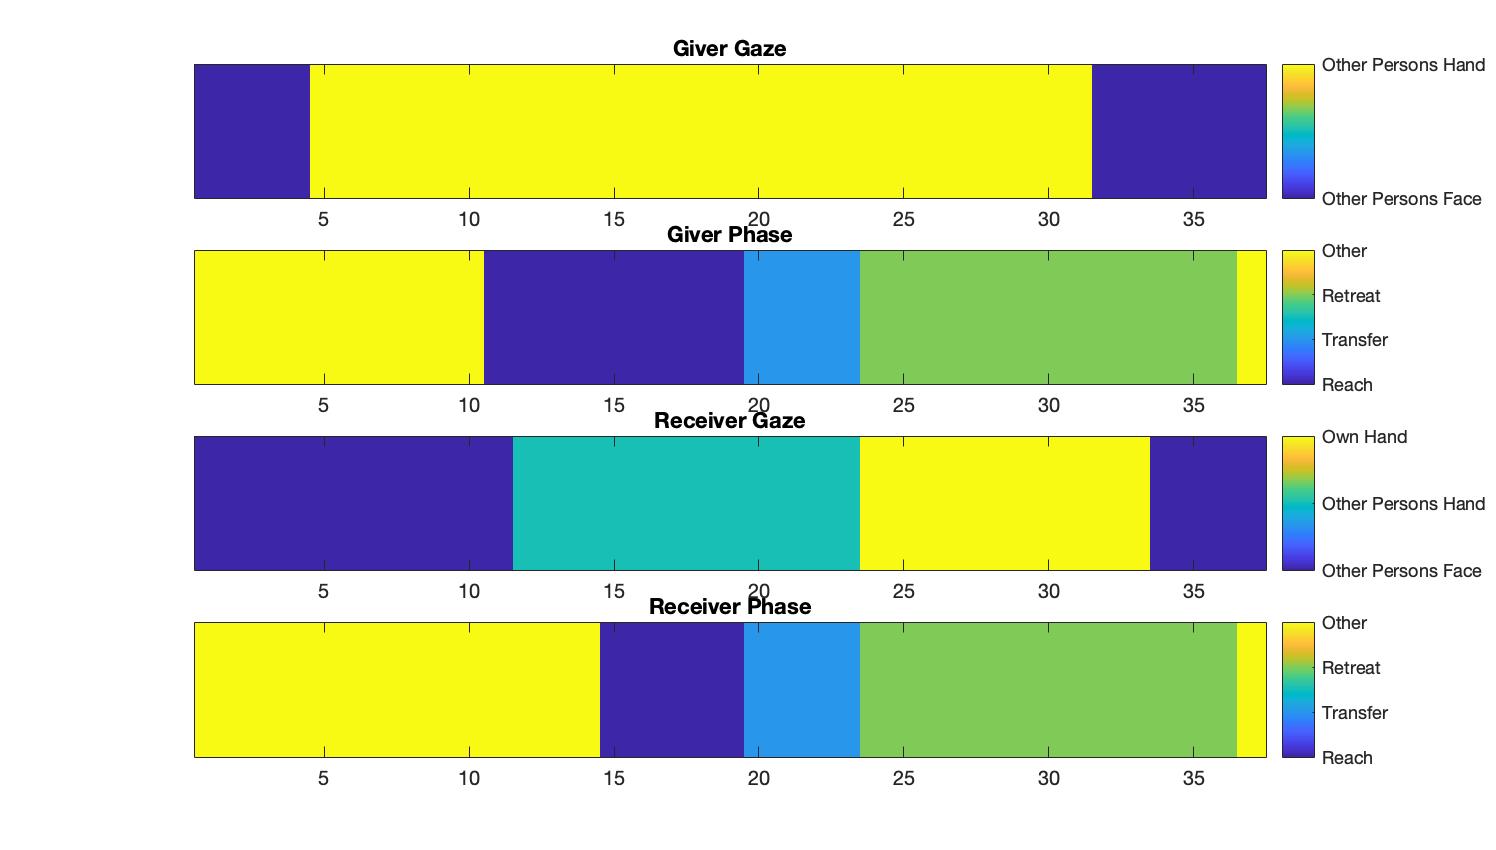 Giver Gaze
Other Persons Hand
Other Persons Face
5 10 15 20 25 30 35
Giver Phase
Other
Retreat
Transfer
Reach
5 10 15 20 25 30 35
Receiver Gaze
Own Hand
Other Persons Hand
Other Persons Face
5 10 15 20 25 30 35
Receiver Phase
Other
Retreat
Transfer
Reach
5 10 15 20 25 30 35